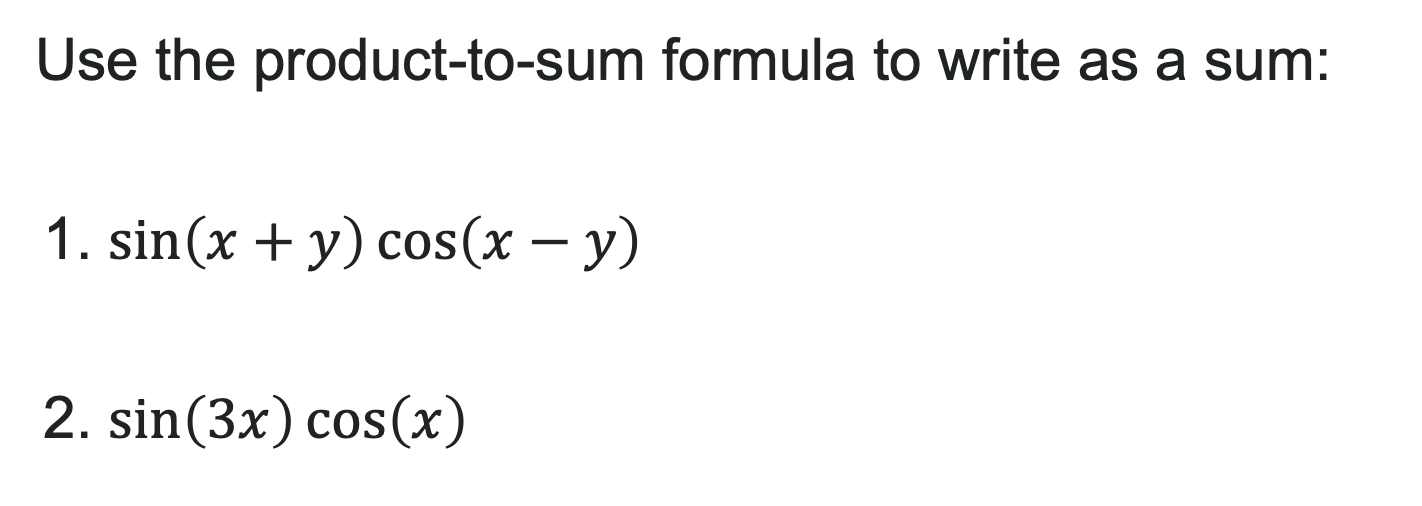 Use the product-to-sum formula to write as a sum:
1. sin(x + y) cos(x − y)
2. sin(3x) cos(x)